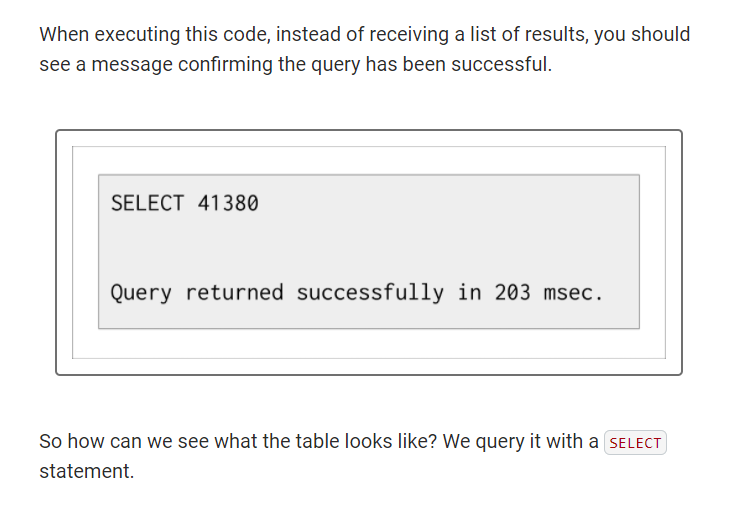 When executing this code, instead of receiving a list of results, you should
see a message confirming the query has been successful.
SELECT 41380
Query returned successfully in 203 msec.
So how can we see what the table looks like? We query it with a SELECT
statement.